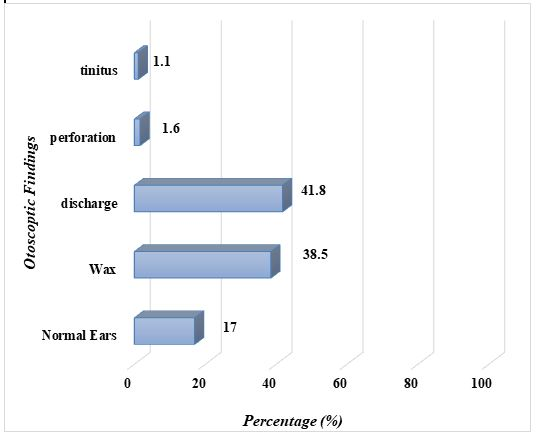 Otoscoptic Findings
tinitus 1.1
perforation 1.6
discharge 41.8
Wax 38.5
Normal Ears 17
0 20 40 60 80 100
Percentage (%)